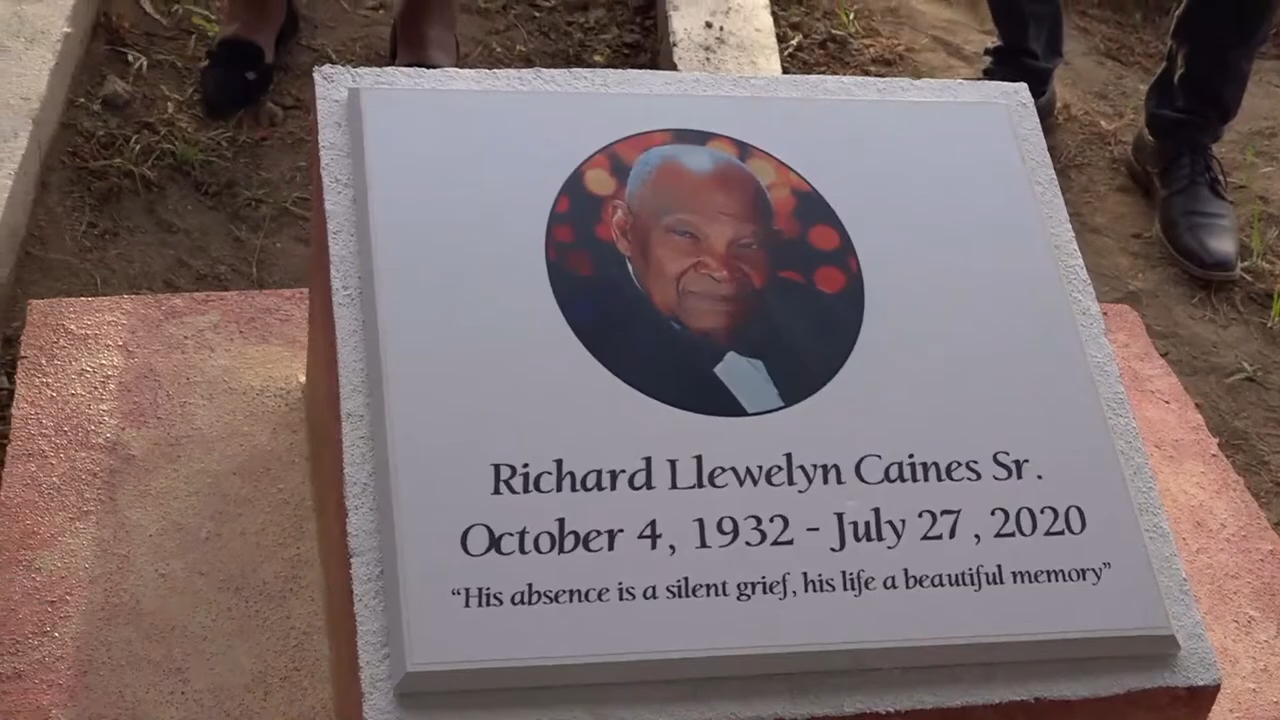 Richard Llewelyn Caines Sr.
October 4, 1932 - July 27, 2020
“His absence is a silent grief, his life a beautiful memory”